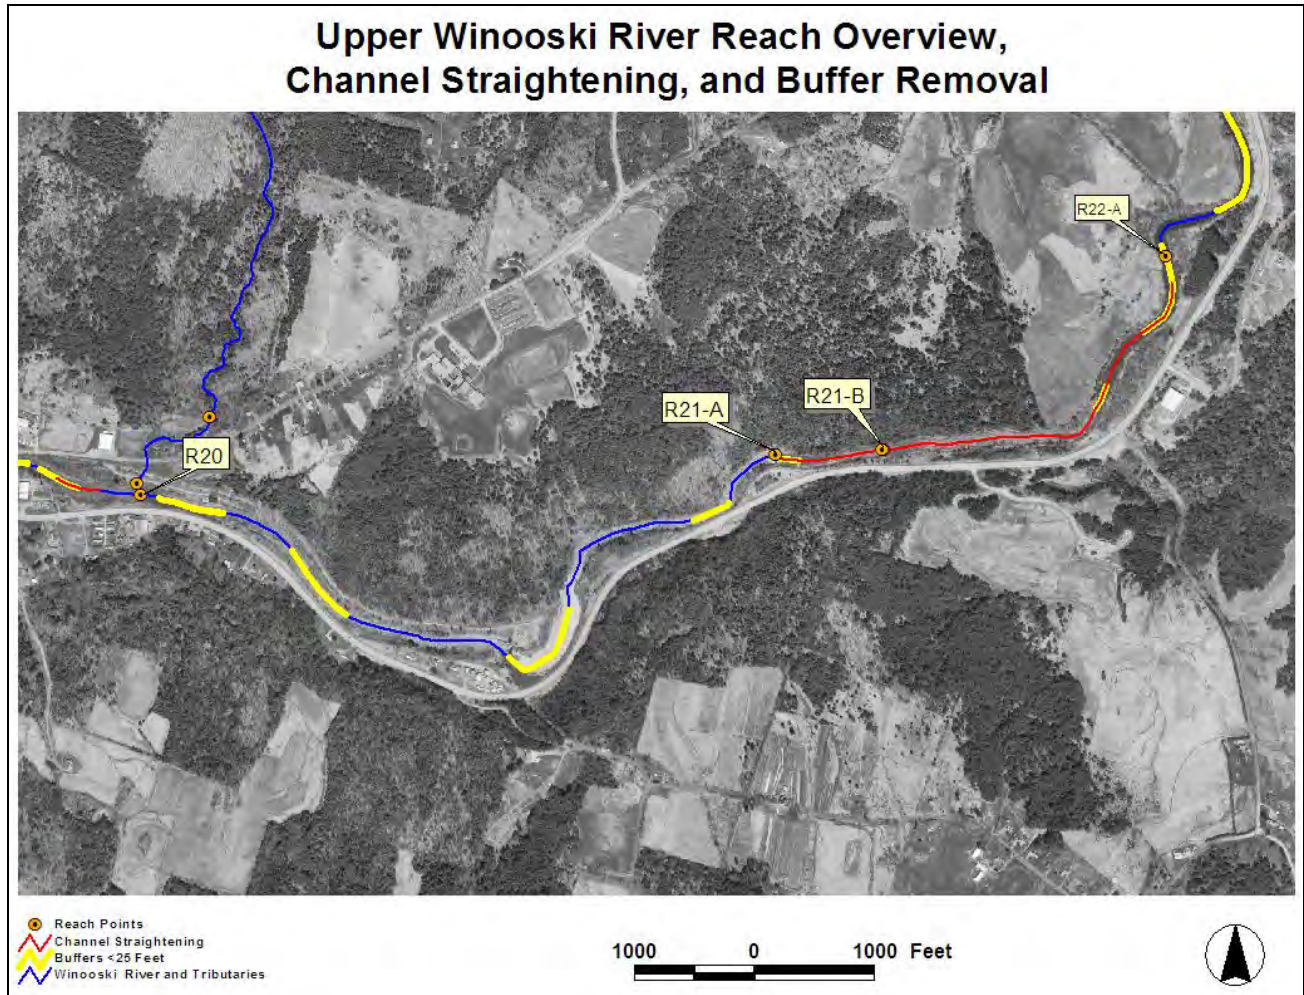 Upper Winooski River Reach Overview,
Channel Straightening, and Buffer Removal
R22-A
R21-A
R21-B
R20
Reach Points
Channel Straightening
Buffers <25 Feet
Winooski River and Tributaries
1000 0 1000 Feet